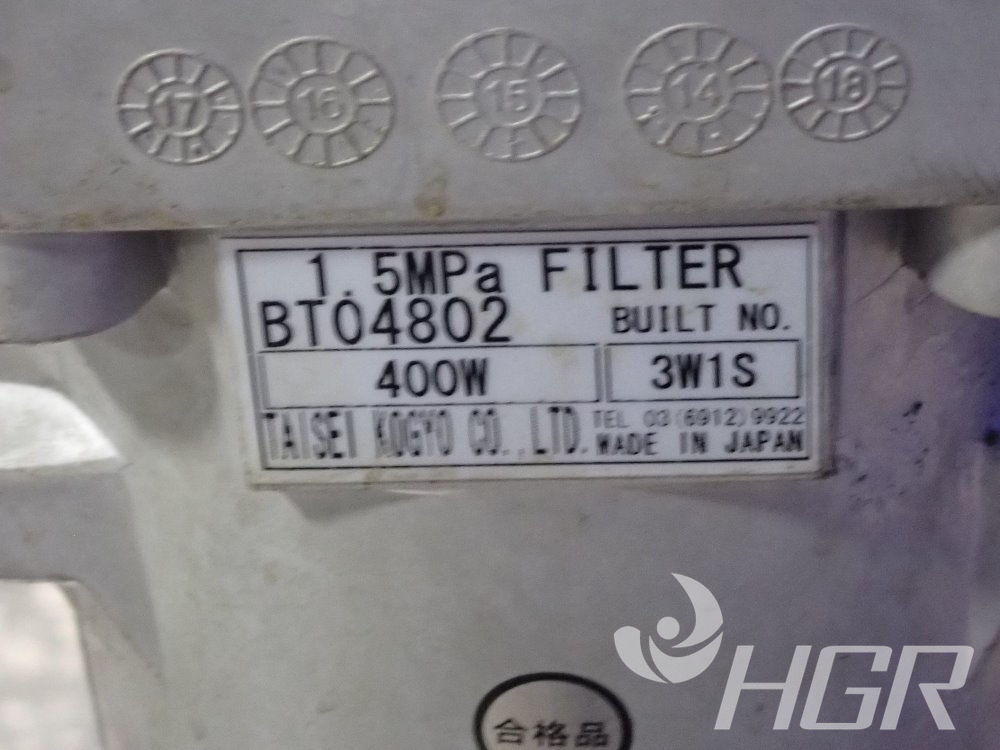 17 16 15 14 18
1.5MPa FILTER
BT04802 BUILT NO.
400W 3W1S
TAISEI KOGYO CO.,LTD. TEL 03(6912)9922
MADE IN JAPAN
HGR
合格品